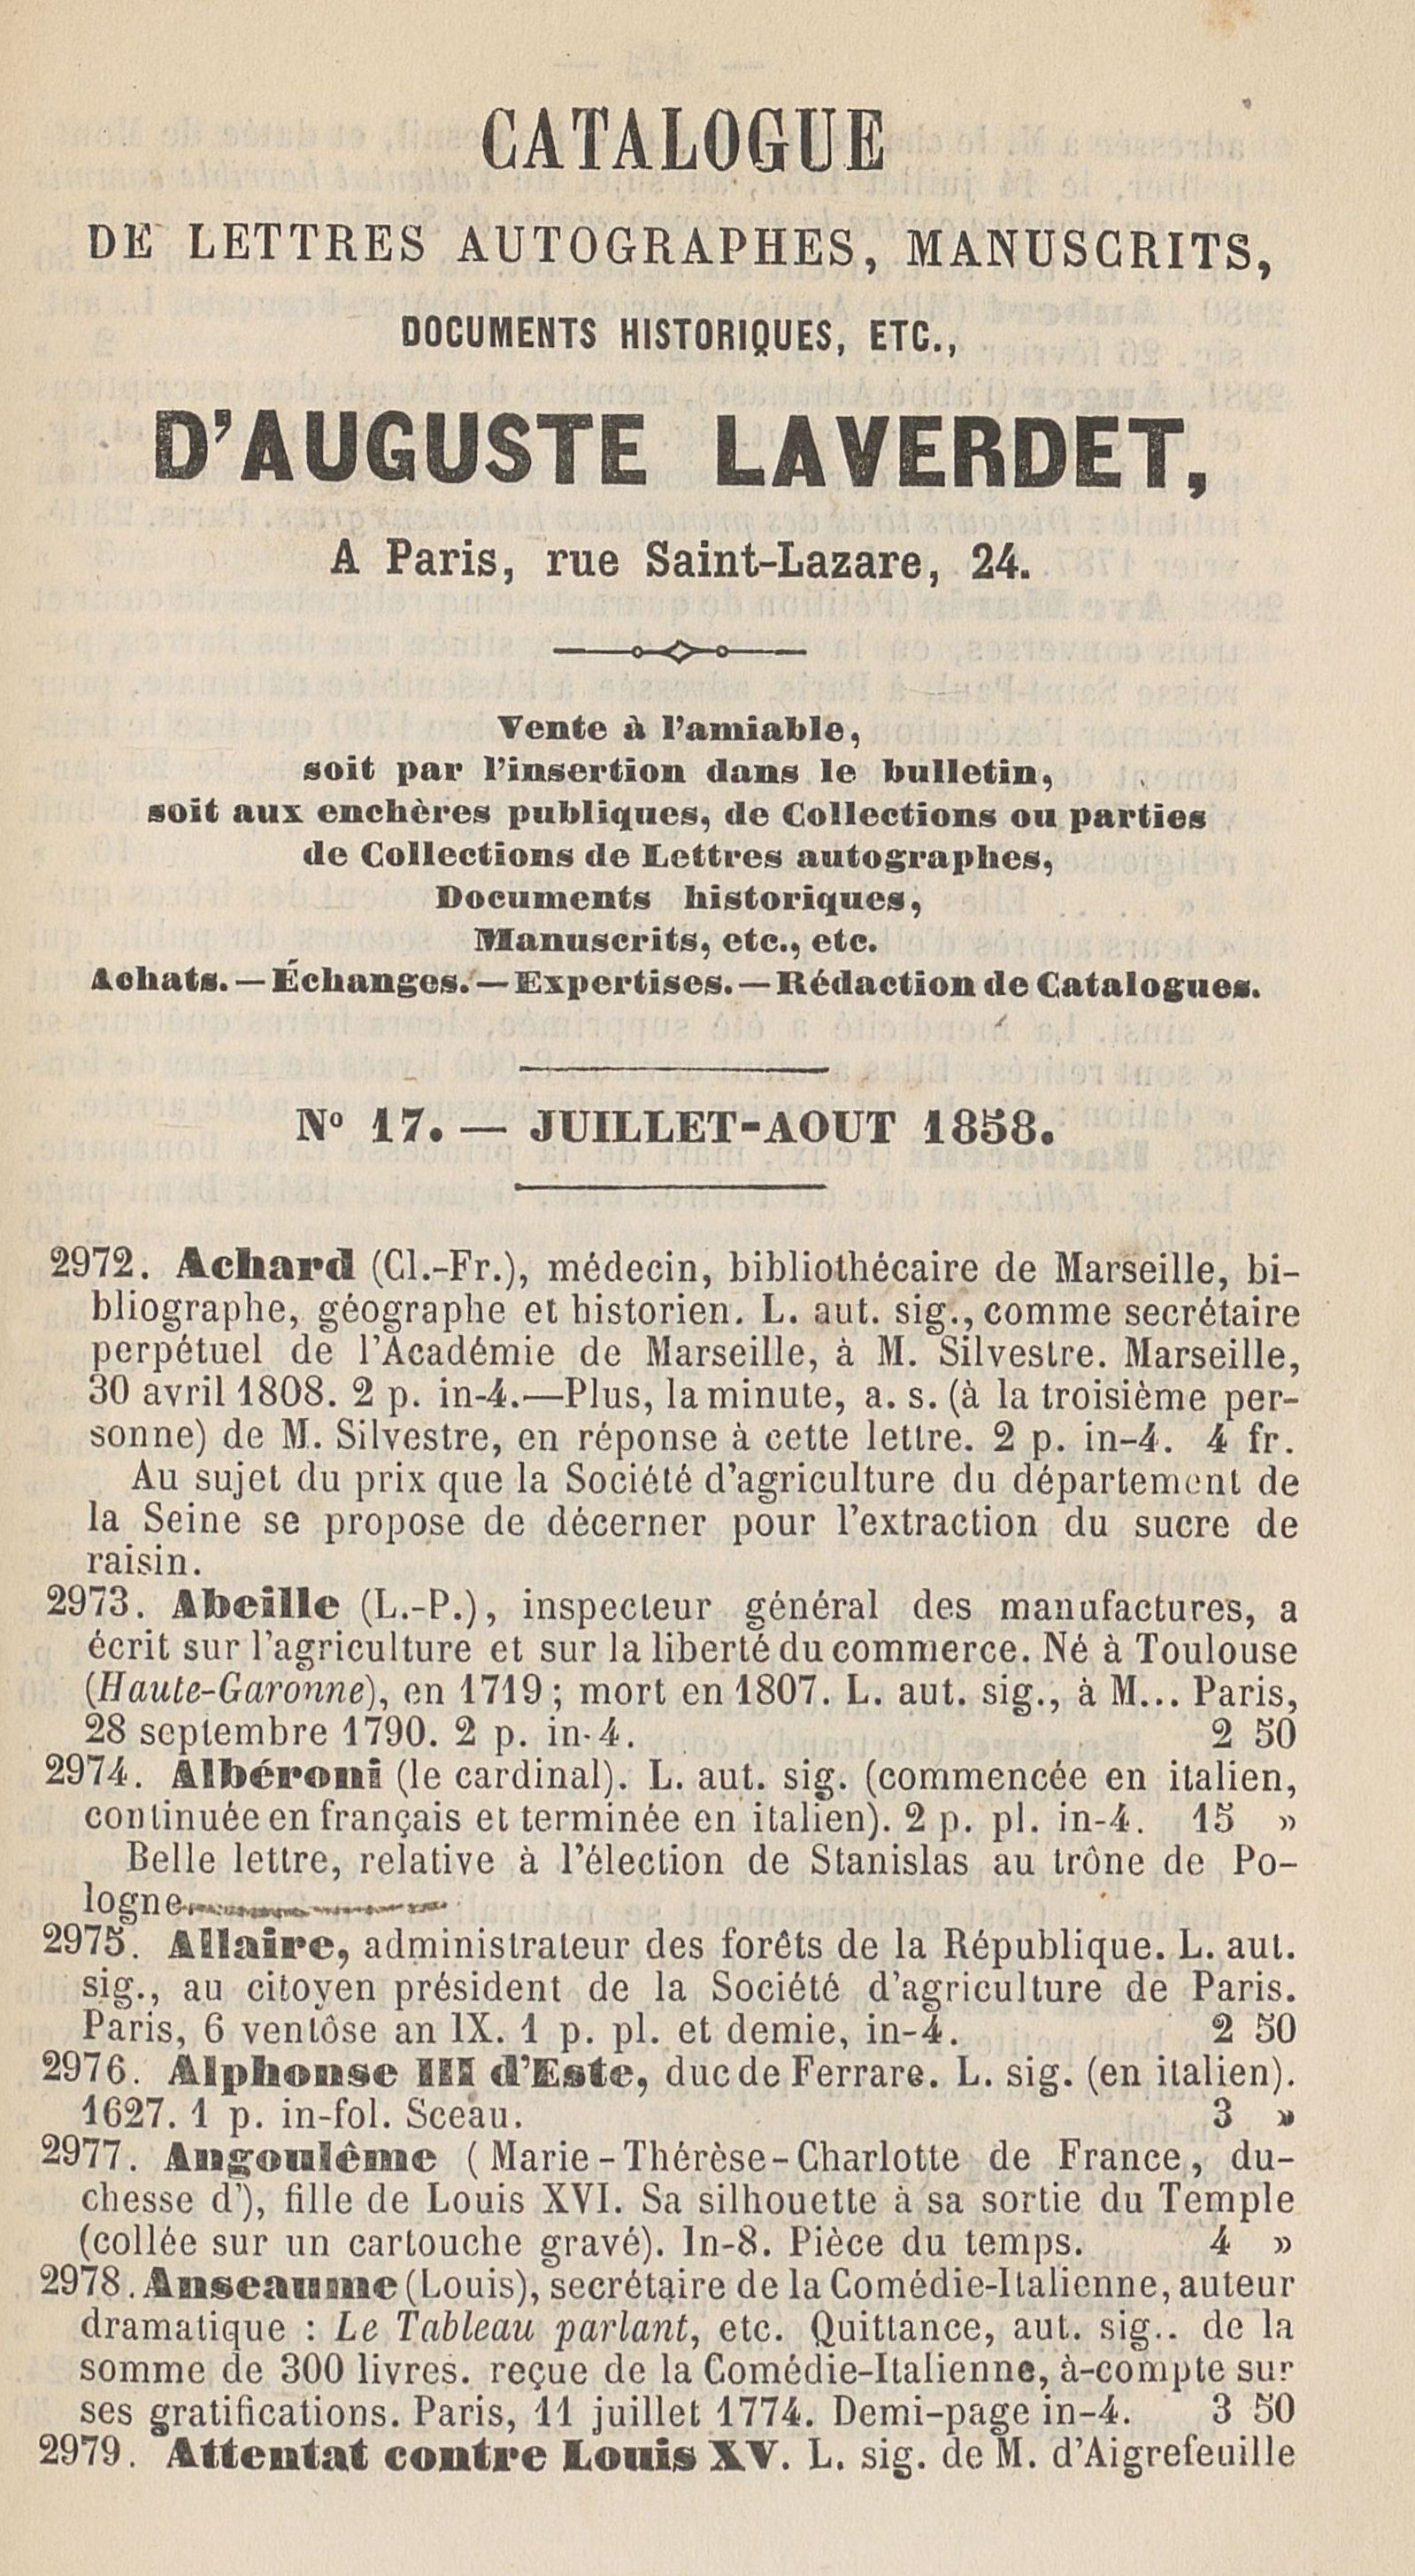 CATALOGUE
DE LETTRES AUTOGRAPHES, MANUSCRITS,
DOCUMENTS HISTORIQUES, ETC.,
D'AUGUSTE LAVERDET,
A Paris, rue Saint-Lazare, 24.
Vente à l'amiable,
soit par l'insertion dans le bulletin,
soit aux enchères publiques, de Collections ou parties
de Collections de Lettres autographes,
Documents historiques,
Manuscrits, etc., etc.
Achats. — Échanges. — Expertises. — Rédaction de Catalogues.
Nº 17. — JUILLET-AOUT 1858.
2972. Achard (Cl.-Fr.), médecin, bibliothécaire de Marseille, bi-
bliographe, géographe et historien. L. aut. sig., comme secrétaire
perpétuel de l'Académie de Marseille, à M. Silvestre. Marseille,
30 avril 1808. 2 p. in-4.—Plus, la minute, a. s. (à la troisième per-
sonne) de M. Silvestre, en réponse à cette lettre. 2 p. in-4. 4 fr.
Au sujet du prix que la Société d'agriculture du département de
la Seine se propose de décerner pour l'extraction du sucre de
raisin.
2973. Abeille (L.-P.), inspecteur général des manufactures, a
écrit sur l'agriculture et sur la liberté du commerce. Né à Toulouse
(Haute-Garonne), en 1719; mort en 1807. L. aut. sig., à M... Paris,
28 septembre 1790. 2 p. in-4. 2 50
2974. Albéroni (le cardinal). L. aut. sig. (commencée en italien,
continuée en français et terminée en italien). 2 p. pl. in-4. 15 »
Belle lettre, relative à l'élection de Stanislas au trône de Po-
logne
2975. Allaire, administrateur des forêts de la République. L. aut.
sig., au citoyen président de la Société d'agriculture de Paris.
Paris, 6 ventôse an IX. 1 p. pl. et demie, in-4. 2 50
2976. Alphonse III d'Este, duc de Ferrare. L. sig. (en italien).
1627. 1 p. in-fol. Sceau. 3 »
2977. Angoulême (Marie-Thérèse-Charlotte de France, du-
chesse d'), fille de Louis XVI. Sa silhouette à sa sortie du Temple
(collée sur un cartouche gravé). In-8. Pièce du temps. 4 »
2978. Anseaume (Louis), secrétaire de la Comédie-Italienne, auteur
dramatique : Le Tableau parlant, etc. Quittance, aut. sig.. de la
somme de 300 livres. reçue de la Comédie-Italienne, à-compte sur
ses gratifications. Paris, 11 juillet 1774. Demi-page in-4. 3 50
2979. Attentat contre Louis XV. L. sig. de M. d'Aigrefeuille